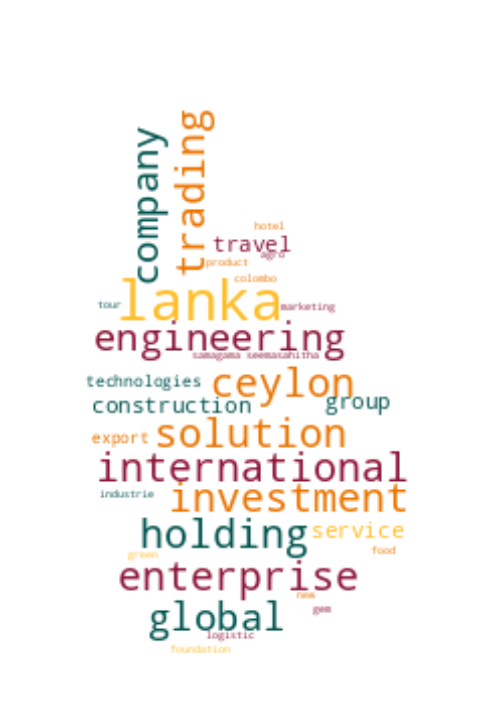 company
trading
hotel
travel
agro
product
colombo
lanka
tour
marketing
engineering
samagama seemasahitha
technologies
ceylon
construction
group
export
solution
international
industrie
investment
holding
service
food
green
enterprise
new
gem
global
logistic
foundation